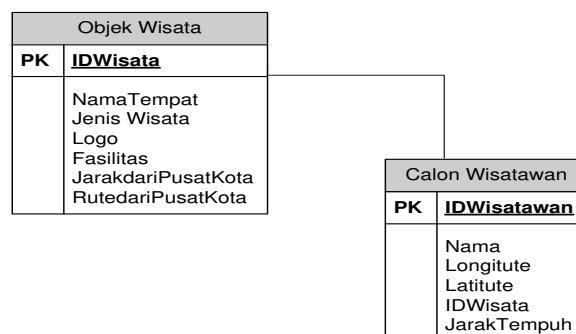 Objek Wisata
PK IDWisata
NamaTempat
Jenis Wisata
Logo
Fasilitas
JarakdariPusatKota
RutedariPusatKota
Calon Wisatawan
PK IDWisatawan
Nama
Longitute
Latitute
IDWisata
JarakTempuh